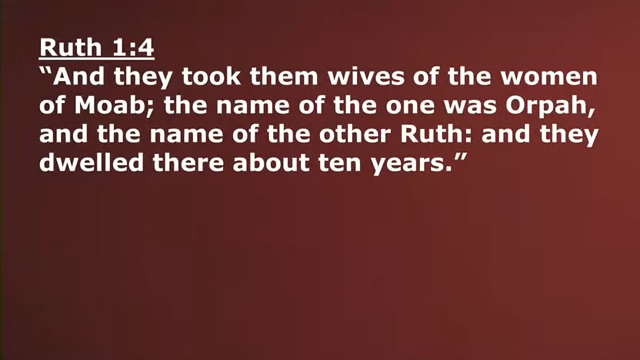 Ruth 1:4
“And they took them wives of the women
of Moab; the name of the one was Orpah,
and the name of the other Ruth: and they
dwelled there about ten years.”